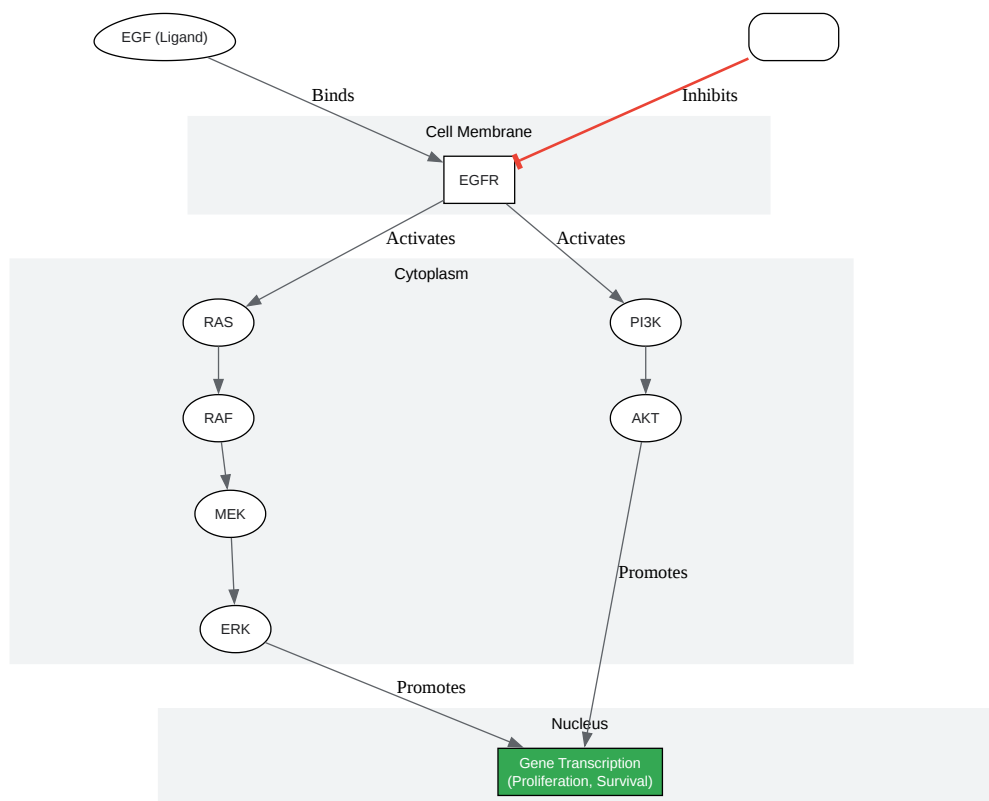 EGF (Ligand)
Binds
Inhibits
Cell Membrane
EGFR
Activates
Activates
Cytoplasm
RAS
PI3K
RAF
AKT
MEK
Promotes
ERK
Promotes
Nucleus
Gene Transcription
(Proliferation, Survival)